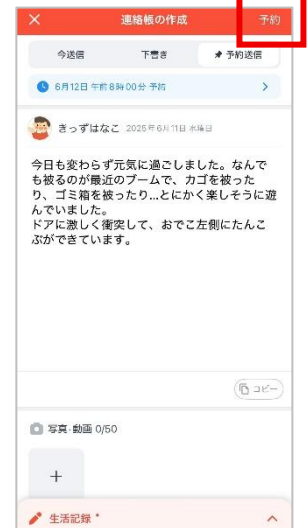 連絡帳の作成
予約
今送信
下書き
予約送信
6月12日 午前8時00分 予約
きっずはなこ 2025年6月11日 水曜日
今日も変わらず元気に過ごしました。なんで
も被るのが最近のブームで、カゴを被った
り、ゴミ箱を被ったり...とにかく楽しそうに遊
んでいました。
ドアに激しく衝突して、おでこ左側にたんこ
ぶができています。
コピー
写真·動画 0/50
+
生活記録 *